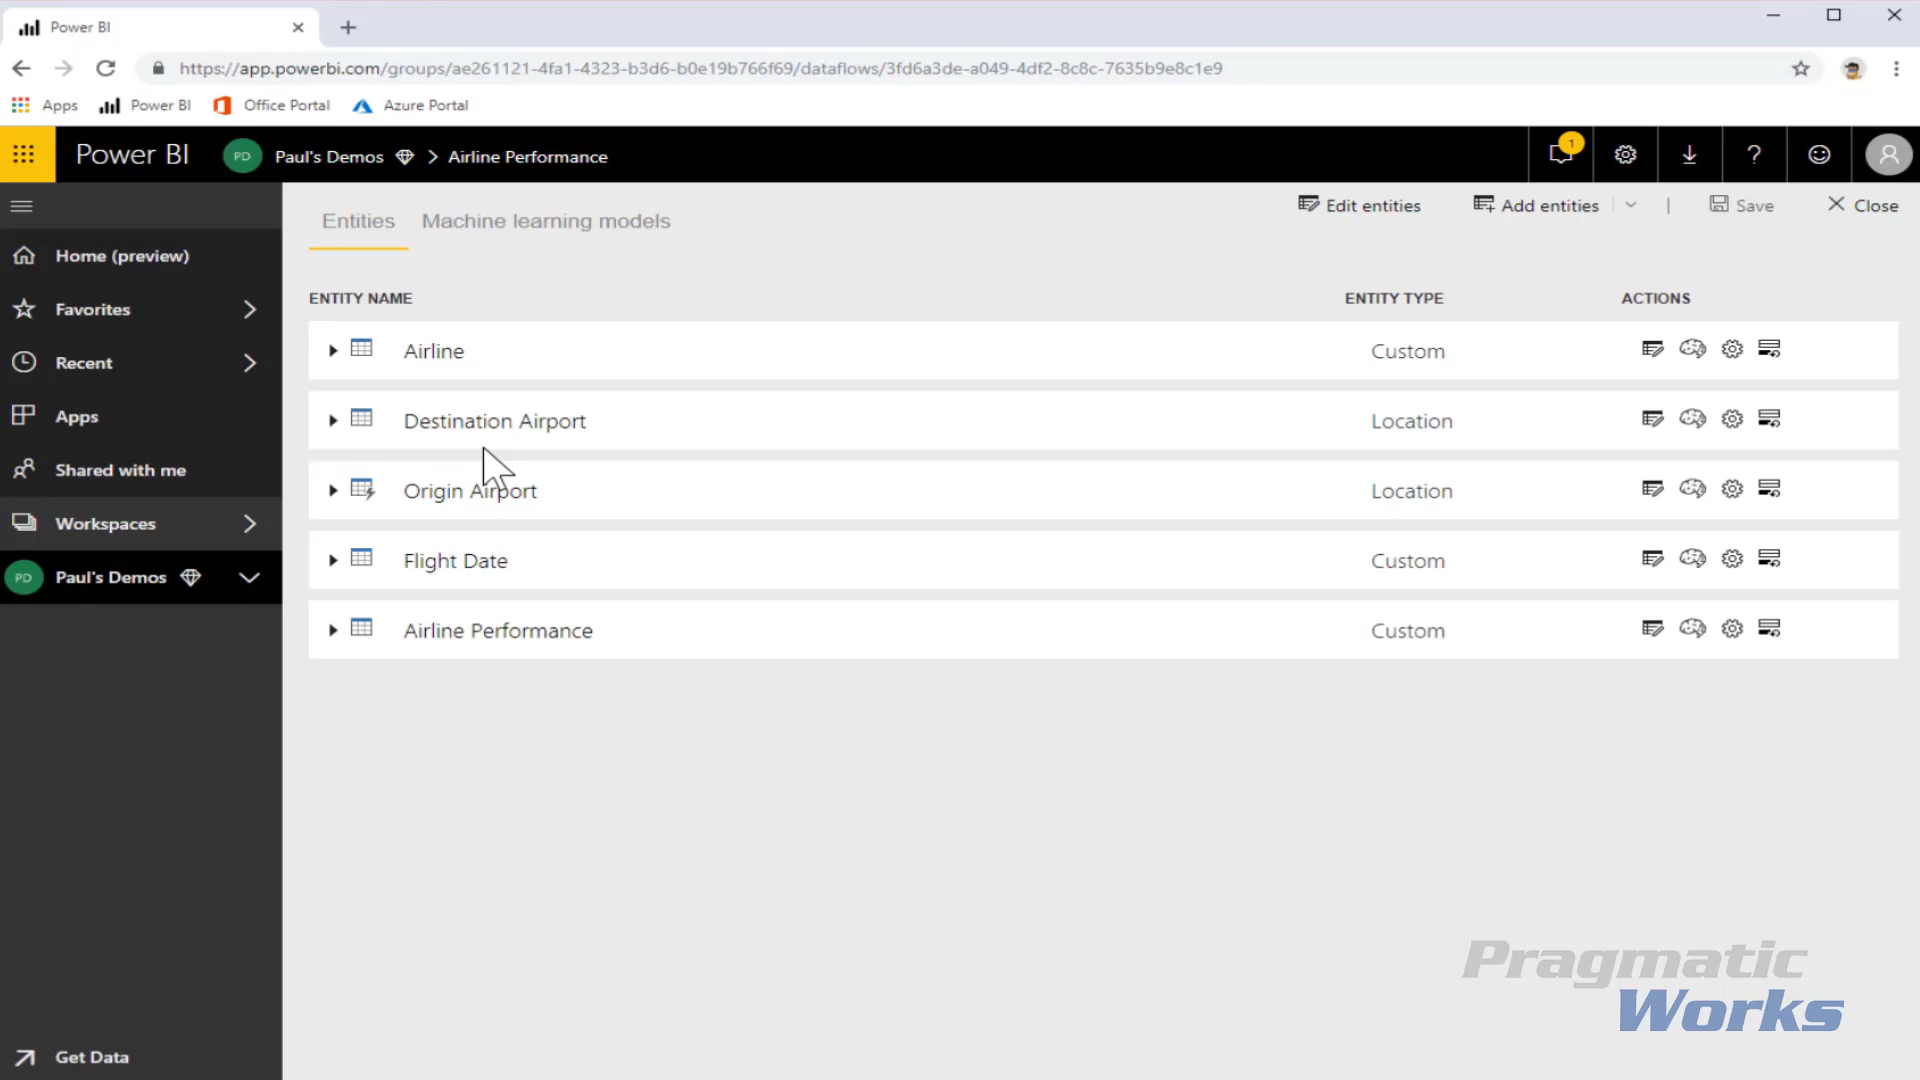 Power BI
https://app.powerbi.com/groups/ae261121-4fa1-4323-b3d6-b0e19b766f69/dataflows/3fd6a3de-a049-4df2-8c8c-7635b9e8c1e9
Apps Power BI Office Portal Azure Portal
Power BI PD Paul's Demos > Airline Performance 1 ?
Edit entities Add entities | Save Close
Entities Machine learning models
Home (preview)
Favorites
Recent
Apps
Shared with me
Workspaces
PD Paul's Demos
Get Data
ENTITY NAME ENTITY TYPE ACTIONS
Airline Custom
Destination Airport Location
Origin Airport Location
Flight Date Custom
Airline Performance Custom
Pragmatic
Works